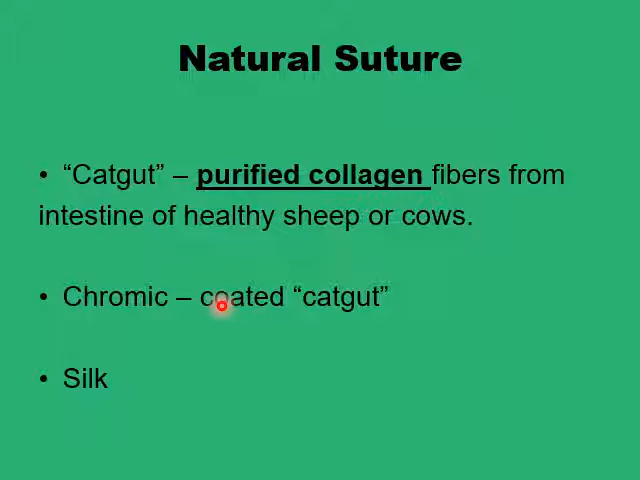 Natural Suture
• “Catgut” – purified collagen fibers from
intestine of healthy sheep or cows.
• Chromic – coated “catgut”
• Silk